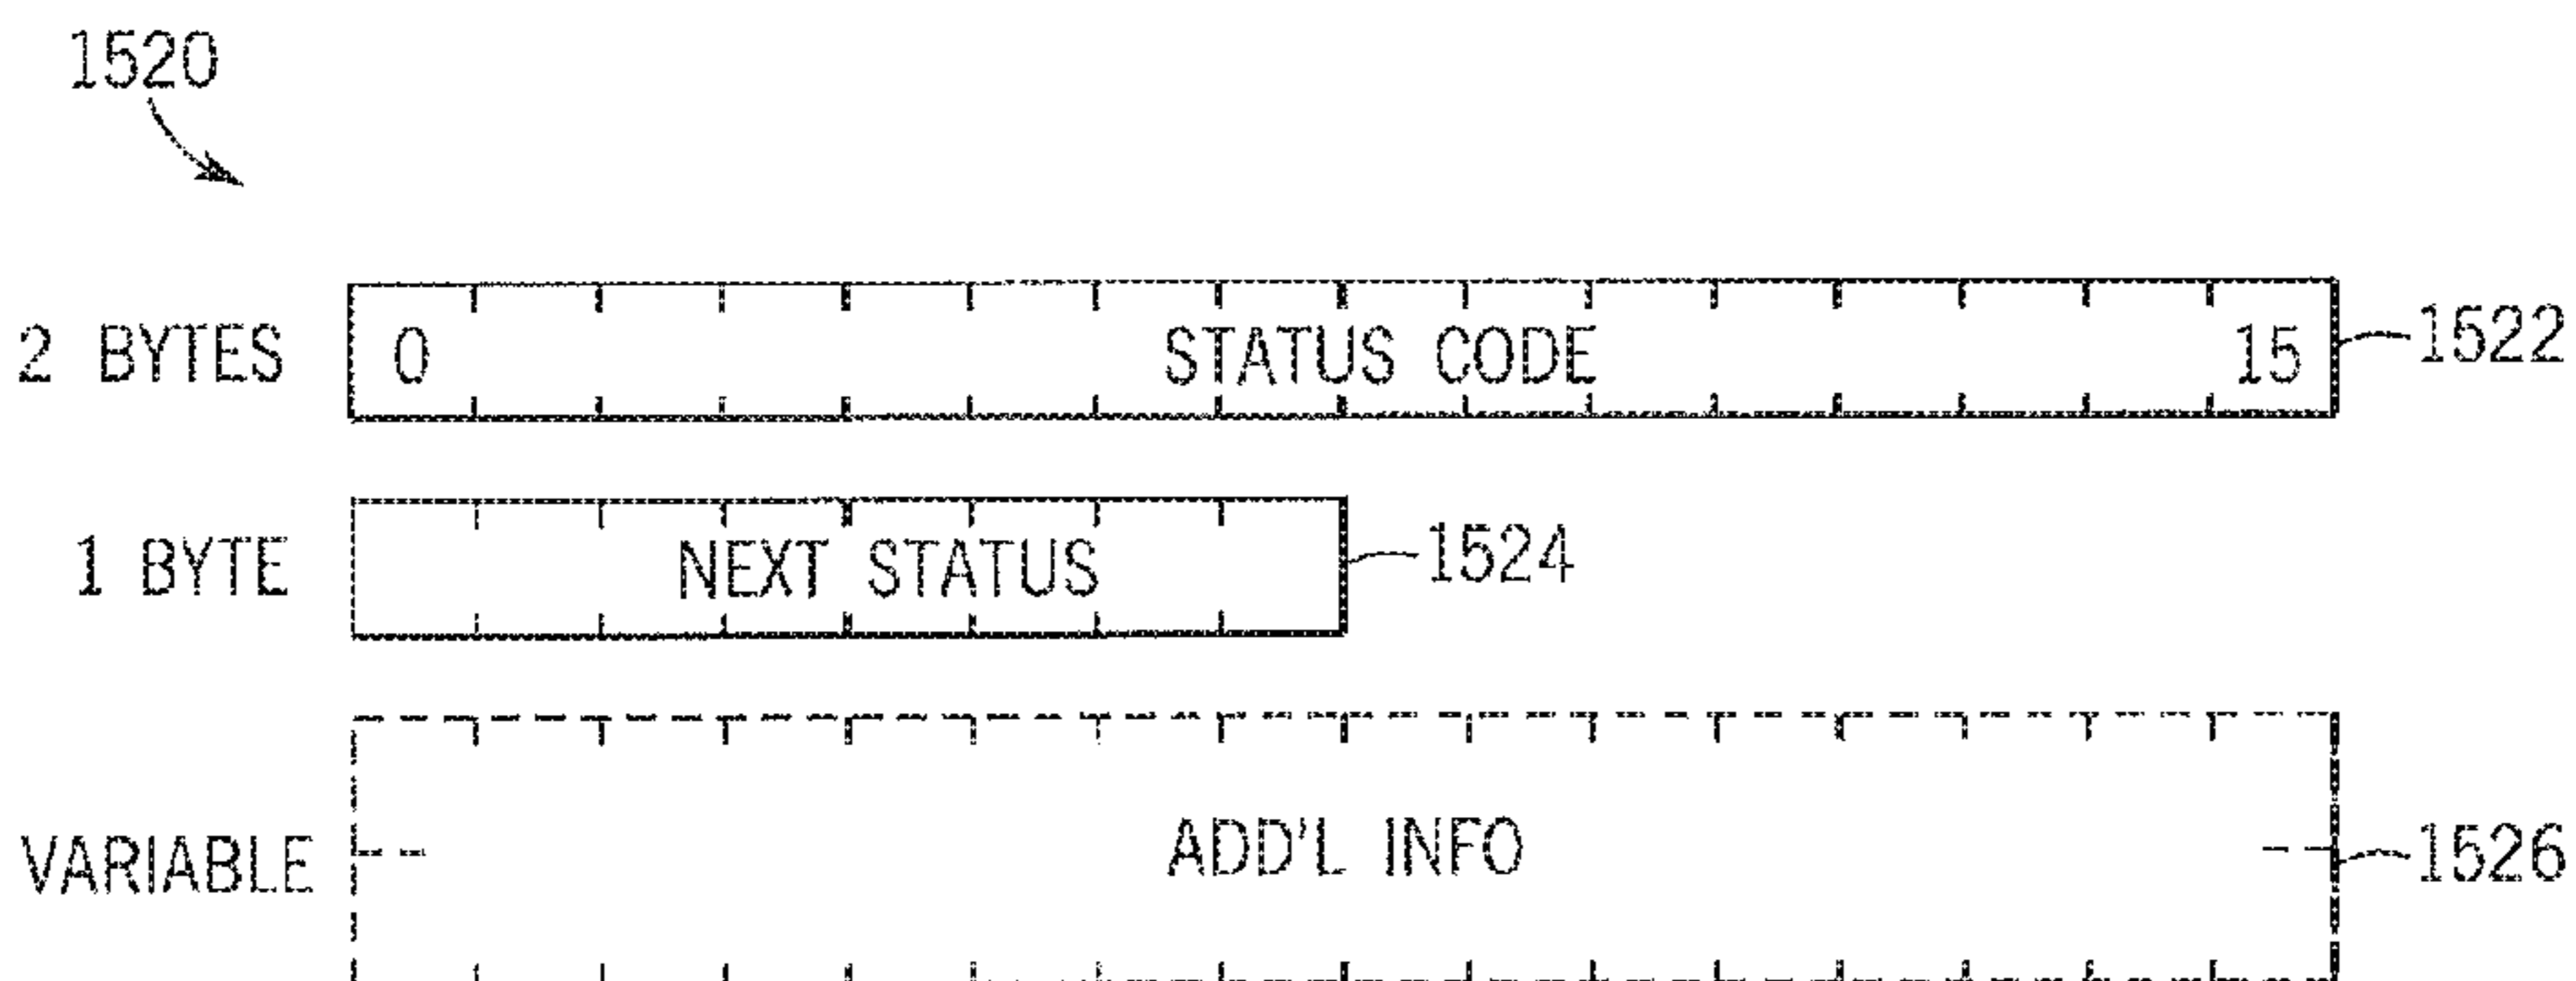 1520
2 BYTES 0 STATUS CODE 15 1522
1 BYTE NEXT STATUS 1524
VARIABLE ADD'L INFO 1526